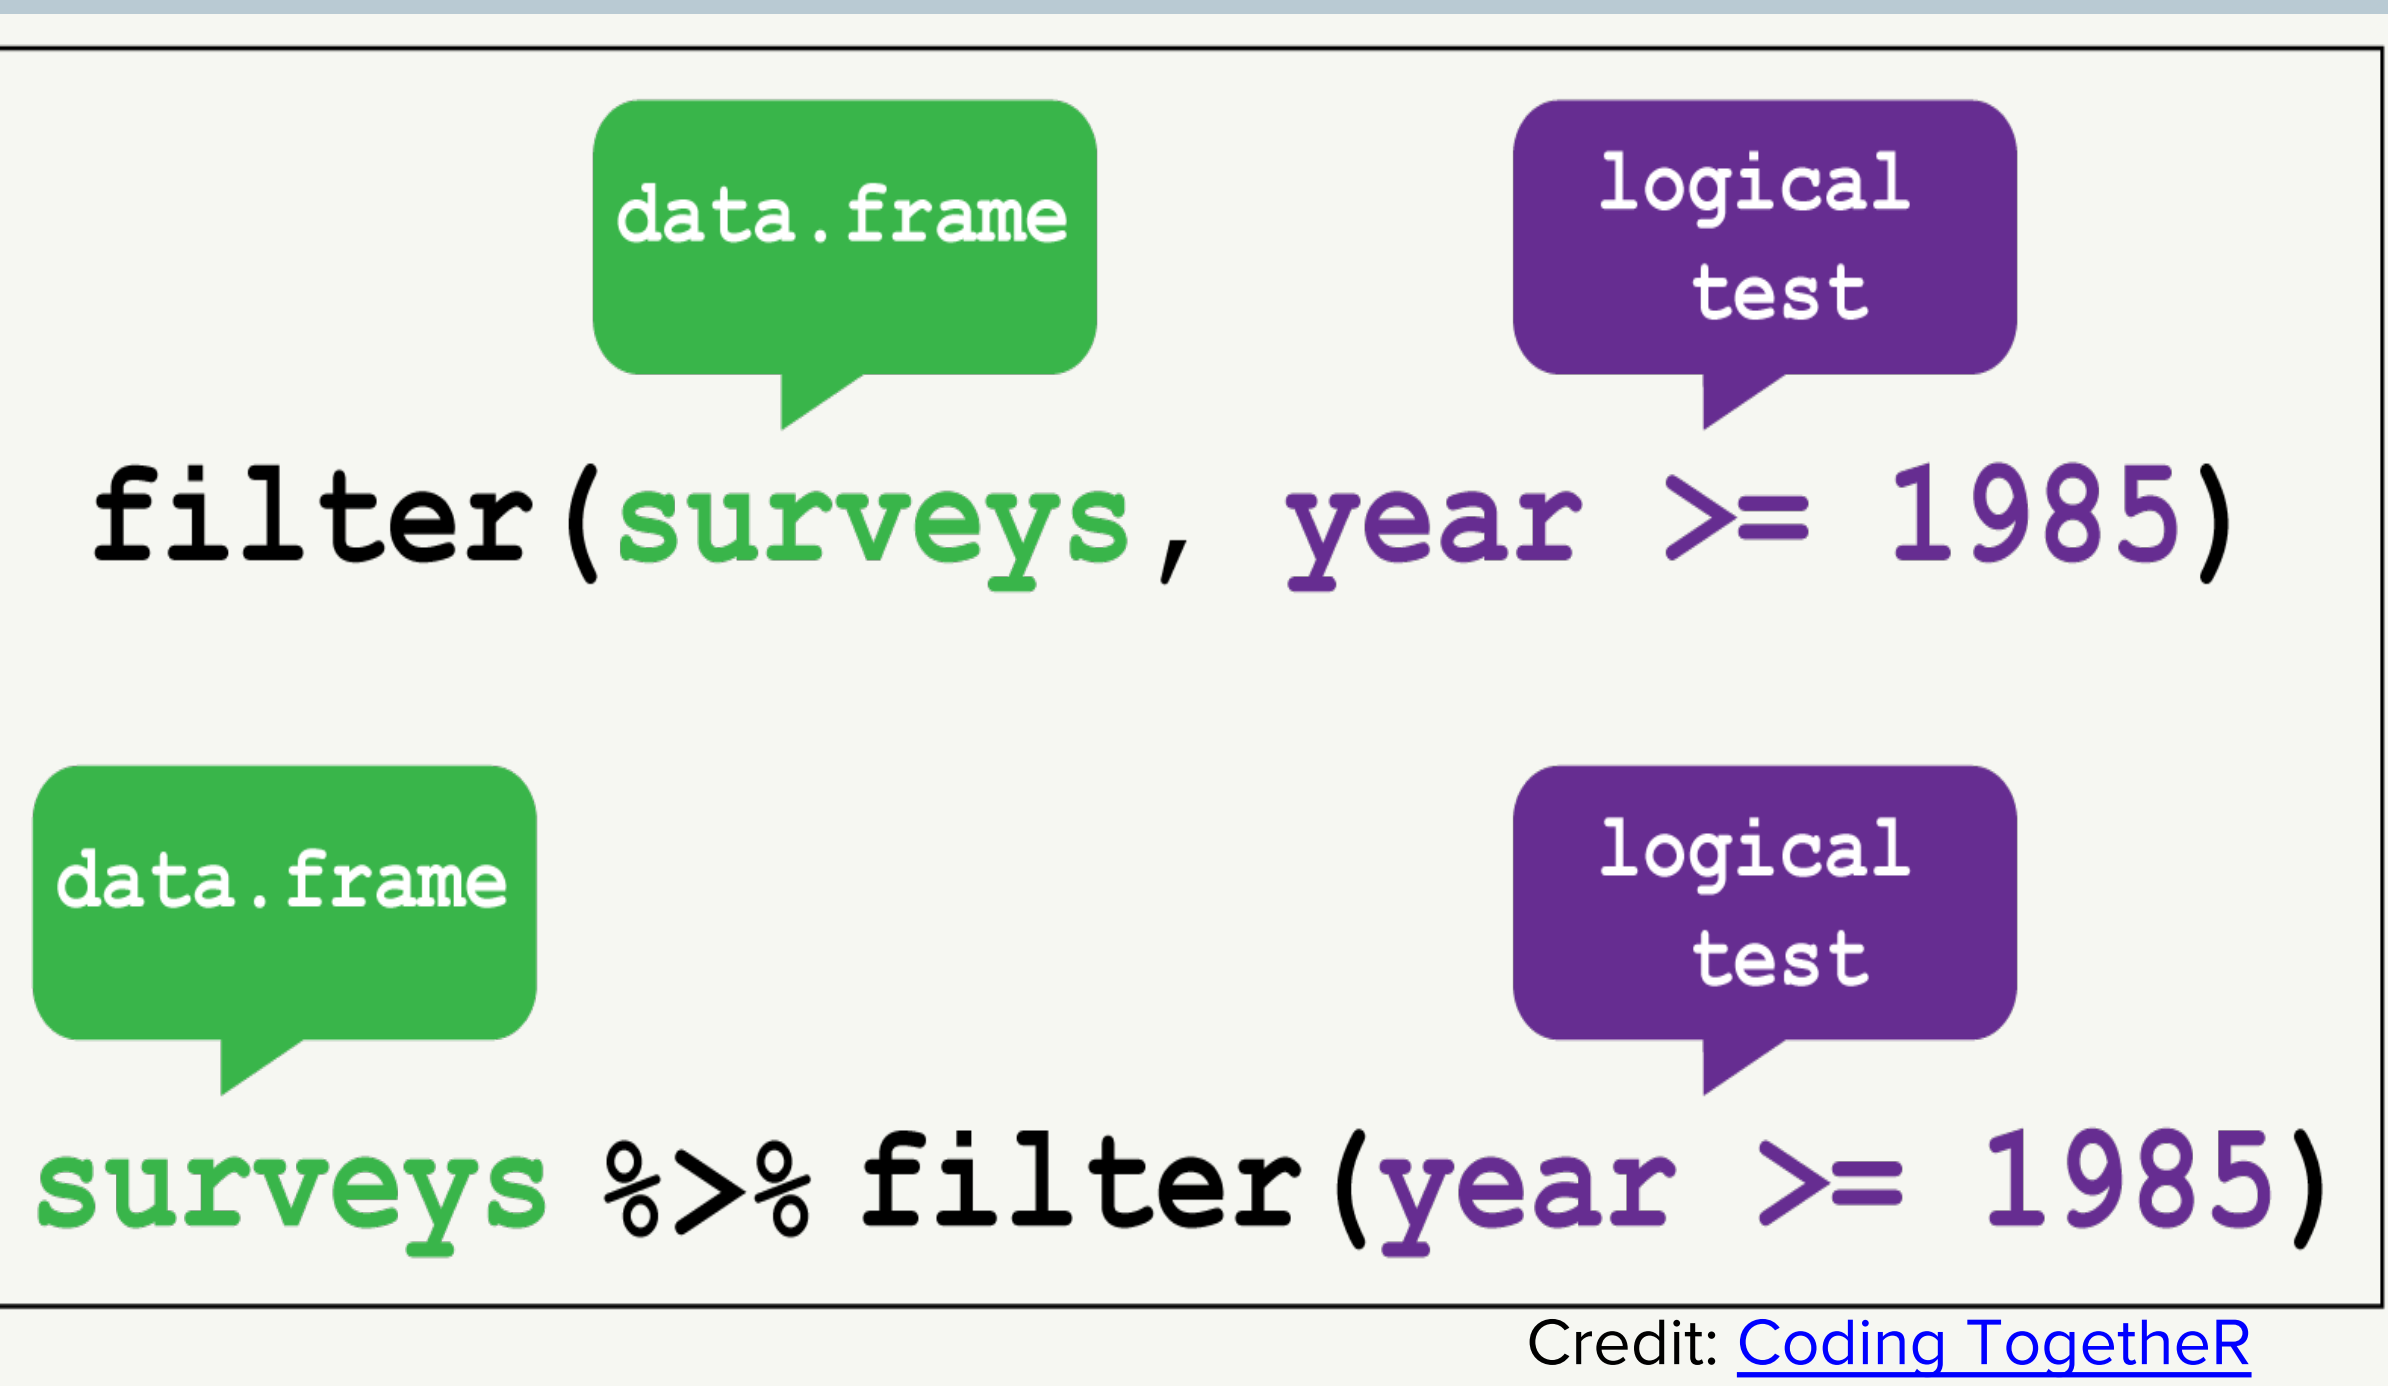 data.frame
logical
test
filter(surveys, year >= 1985)
data.frame
logical
test
surveys %>% filter(year >= 1985)
Credit: Coding TogetheR